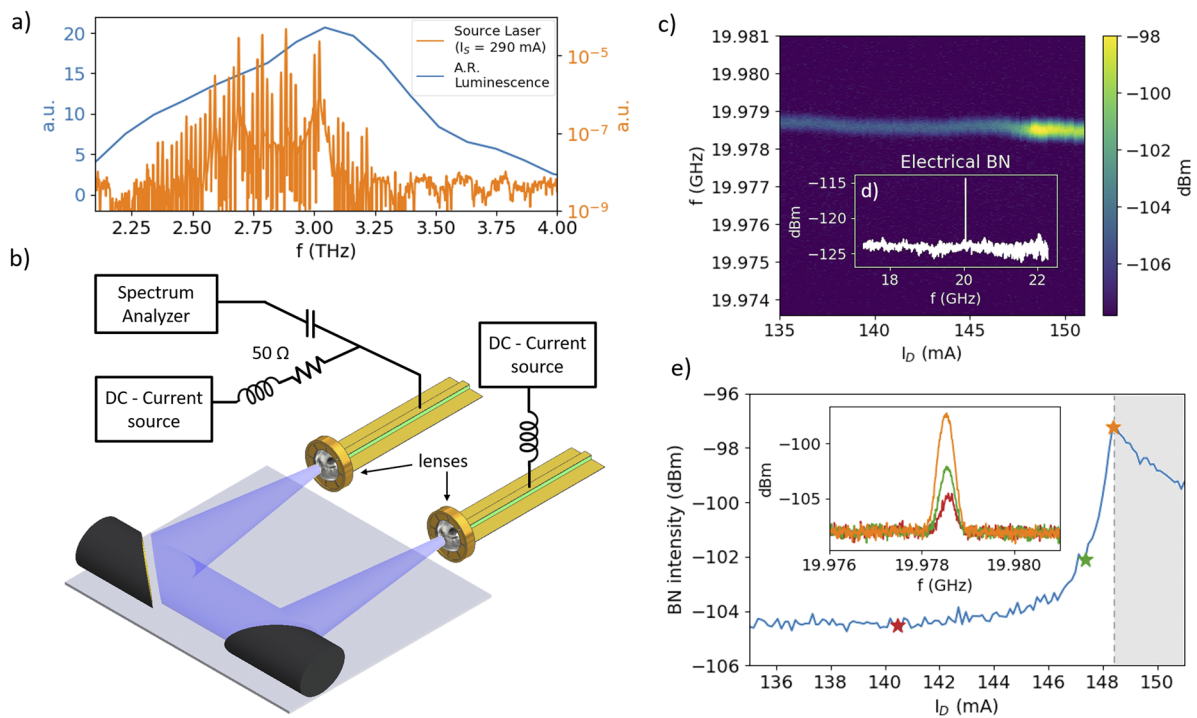 a)
20
15
10
5
0
a.u.
Source Laser
(I_S = 290 mA)
A.R.
Luminescence
10⁻⁵
10⁻⁷
10⁻⁹
a.u.
2.25 2.50 2.75 3.00 3.25 3.50 3.75 4.00
f (THz)
b)
Spectrum
Analyzer
50 Ω
DC - Current
source
DC - Current
source
lenses
c)
19.981
19.980
19.979
19.978
19.977
19.976
19.975
19.974
f (GHz)
135 140 145 150
I_D (mA)
−98
−100
−102
−104
−106
dBm
Electrical BN
d)
−115
−120
−125
dBm
18 20 22
f (GHz)
e)
−96
−98
−100
−102
−104
−106
BN intensity (dBm)
136 138 140 142 144 146 148 150
I_D (mA)
−100
−105
dBm
19.976 19.978 19.980
f (GHz)